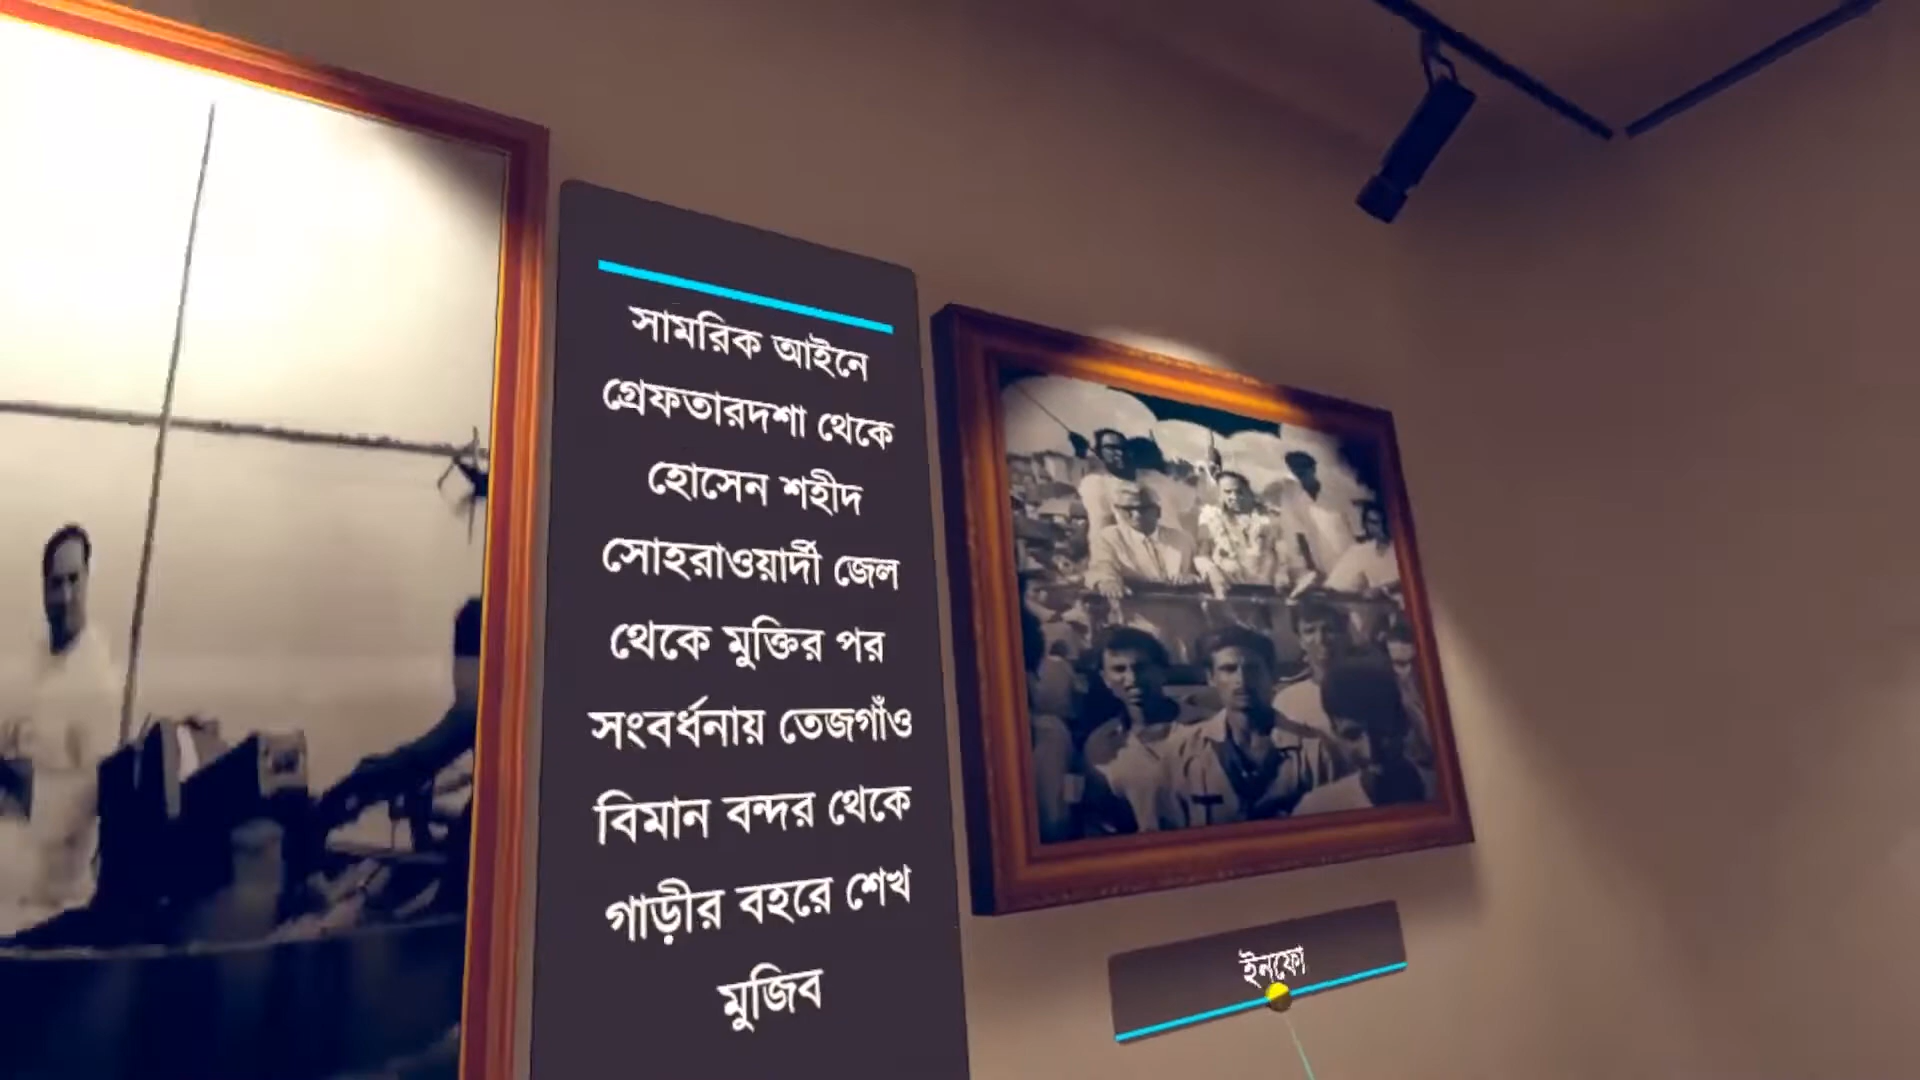 সামরিক আইনে
গ্রেফতারদশা থেকে
হোসেন শহীদ
সোহরাওয়ার্দী জেল
থেকে মুক্তির পর
সংবর্ধনায় তেজগাঁও
বিমান বন্দর থেকে
গাড়ীর বহরে শেখ
মুজিব
ইনফো